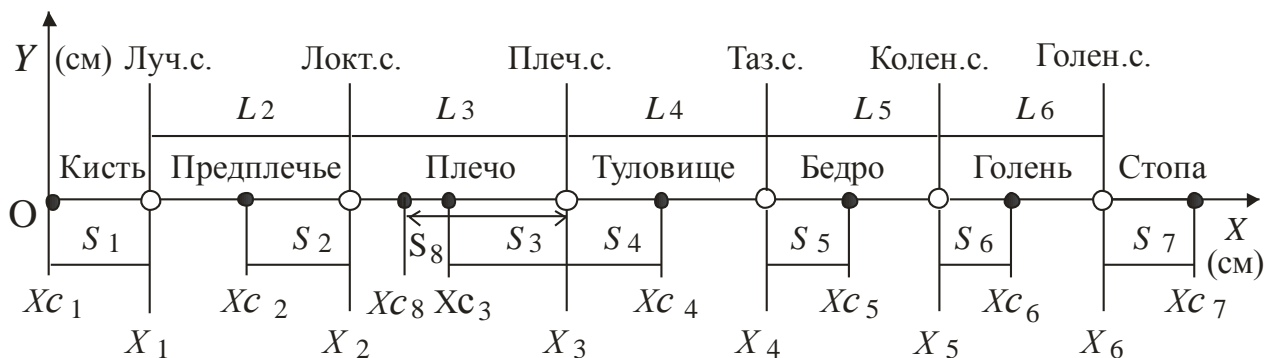 Y (см) Луч.с. Локт.с. Плеч.с. Таз.с. Колен.с. Голен.с.
L2 L3 L4 L5 L6
Кисть Предплечье Плечо Туловище Бедро Голень Стопа
O
S1 S2 S8 S3 S4 S5 S6 S7 X
(см)
Xc1 Xc2 Xc8 Xc3 Xc4 Xc5 Xc6 Xc7
X1 X2 X3 X4 X5 X6